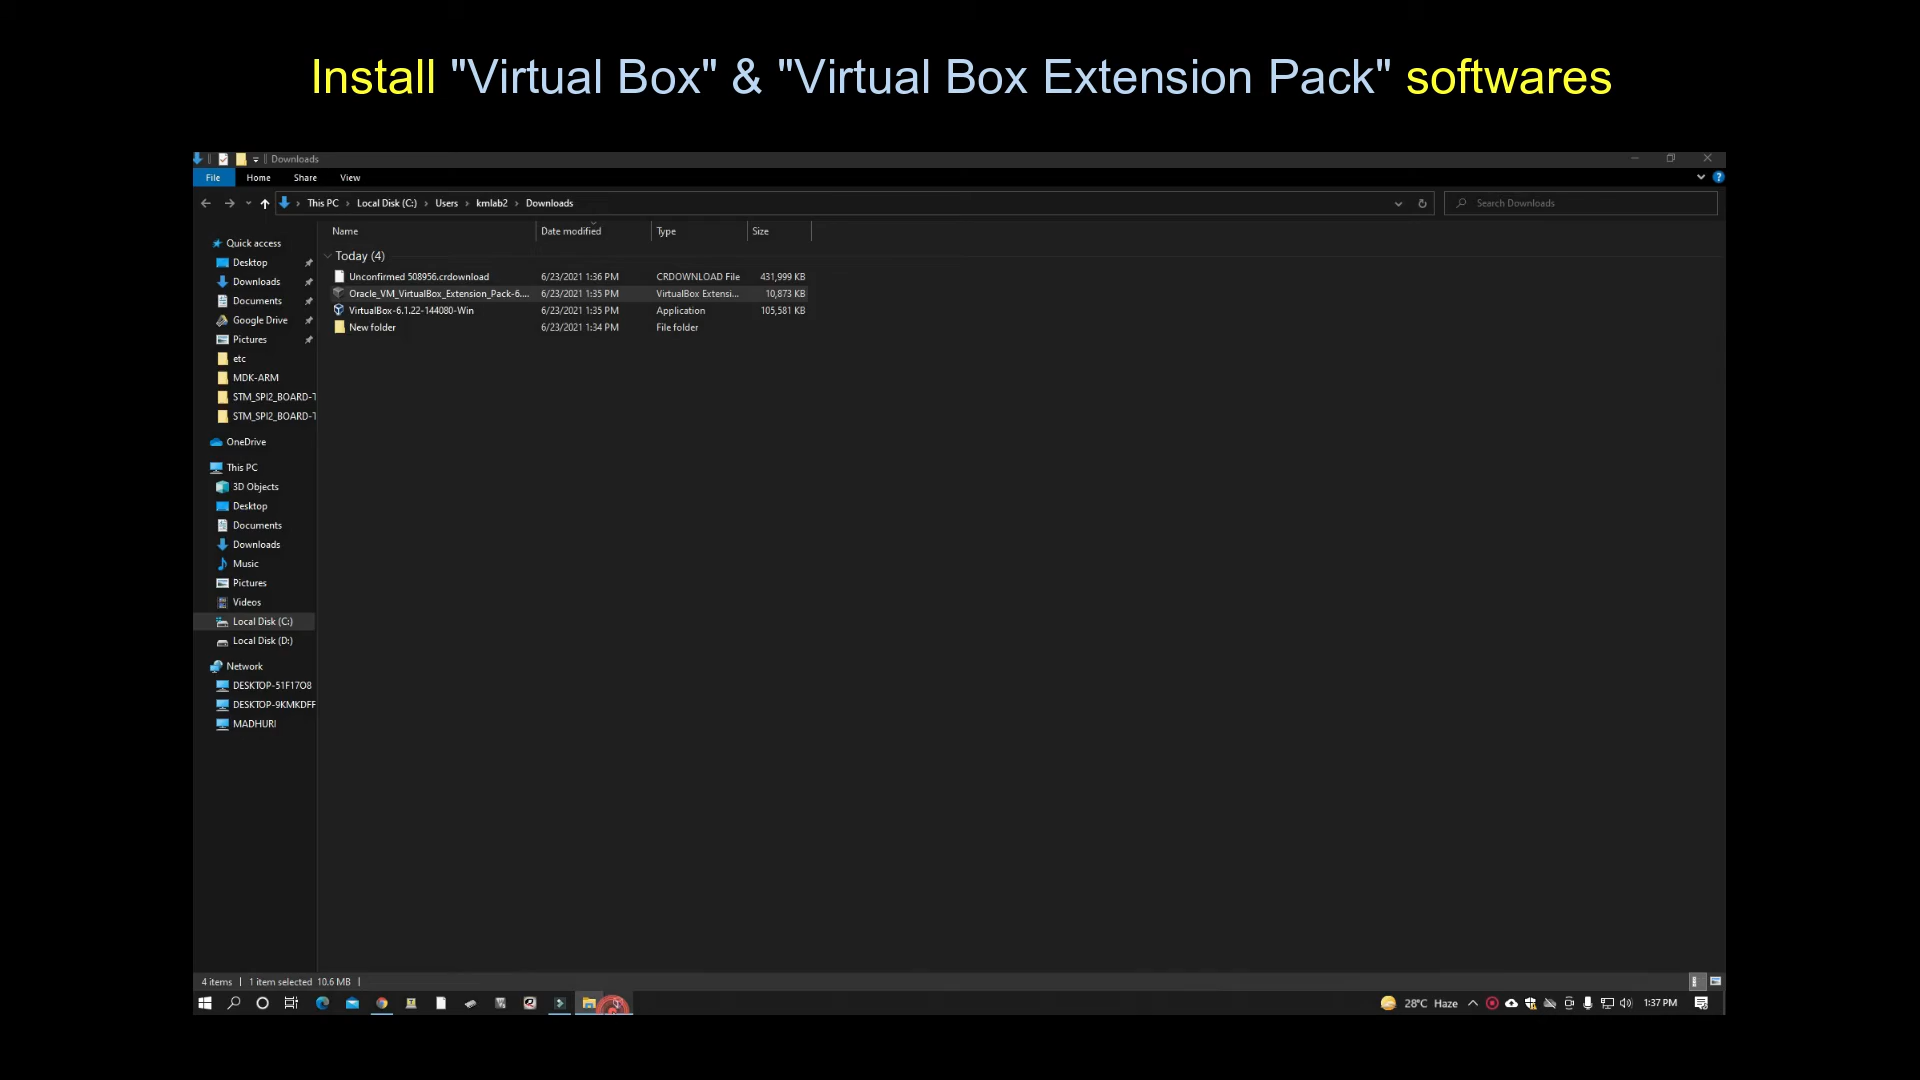 Install "Virtual Box" & "Virtual Box Extension Pack" softwares
Downloads
File Home Share View
This PC › Local Disk (C:) › Users › kmlab2 › Downloads
Search Downloads
Name Date modified Type Size
Today (4)
Unconfirmed 508956.crdownload 6/23/2021 1:36 PM CRDOWNLOAD File 431,999 KB
Oracle_VM_VirtualBox_Extension_Pack-6.... 6/23/2021 1:35 PM VirtualBox Extensi... 10,873 KB
VirtualBox-6.1.22-144080-Win 6/23/2021 1:35 PM Application 105,581 KB
New folder 6/23/2021 1:34 PM File folder
Quick access
Desktop
Downloads
Documents
Google Drive
Pictures
etc
MDK-ARM
STM_SPI2_BOARD-T
STM_SPI2_BOARD-T
OneDrive
This PC
3D Objects
Desktop
Documents
Downloads
Music
Pictures
Videos
Local Disk (C:)
Local Disk (D:)
Network
DESKTOP-51F17O8
DESKTOP-9KMKDFF
MADHURI
4 items | 1 item selected 10.6 MB |
28°C Haze 1:37 PM